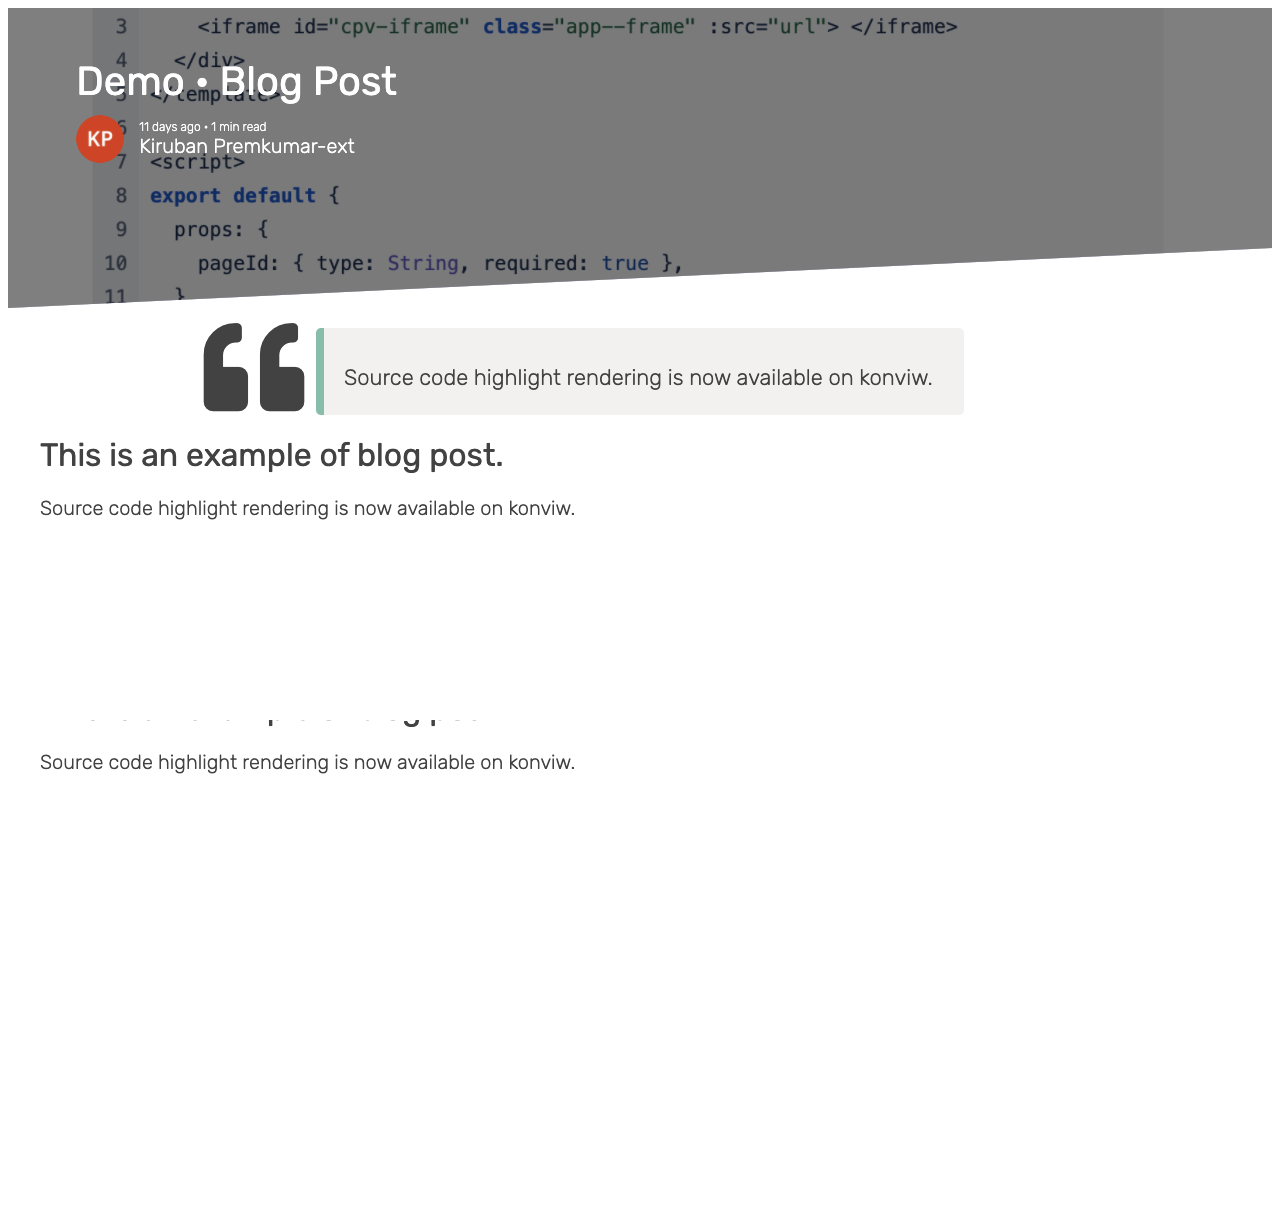 3 <iframe id="cpv-iframe" class="app--frame" :src="url"> </iframe>
4 </div>
Demo • Blog Post
5 </template>
6
11 days ago • 1 min read
KP
Kiruban Premkumar-ext
7 <script>
8 export default {
9 props: {
10 pageId: { type: String, required: true },
11 }
Source code highlight rendering is now available on konviw.
This is an example of blog post.
Source code highlight rendering is now available on konviw.
Source code highlight rendering is now available on konviw.